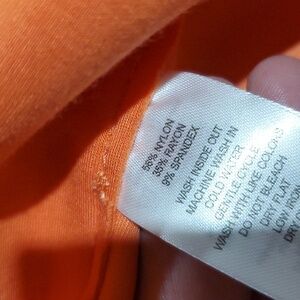 56% NYLON
35% RAYON
9% SPANDEX
WASH INSIDE OUT
MACHINE WASH IN
COLD WATER
GENTLE CYCLE
WASH WITH LIKE COLORS
DO NOT BLEACH
DRY FLAT
LOW IRON
DRY